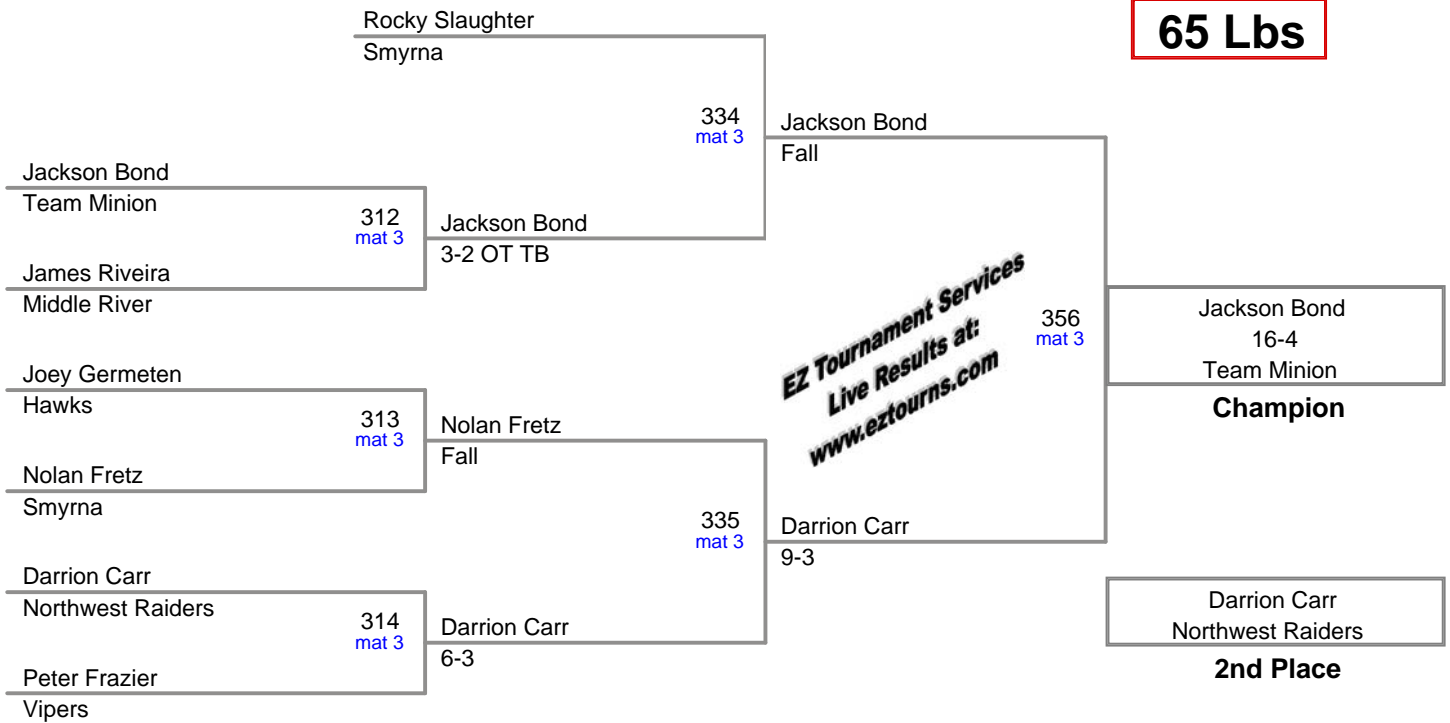 65 Lbs
Rocky Slaughter
Smyrna
334
mat 3
Jackson Bond
Fall
Jackson Bond
Team Minion
312
mat 3
Jackson Bond
3-2 OT TB
James Riveira
Middle River
EZ Tournament Services
Live Results at:
www.eztourns.com
356
mat 3
Jackson Bond
16-4
Team Minion
Champion
Joey Germeten
Hawks
313
mat 3
Nolan Fretz
Fall
Nolan Fretz
Smyrna
335
mat 3
Darrion Carr
9-3
Darrion Carr
Northwest Raiders
314
mat 3
Darrion Carr
6-3
Peter Frazier
Vipers
Darrion Carr
Northwest Raiders
2nd Place